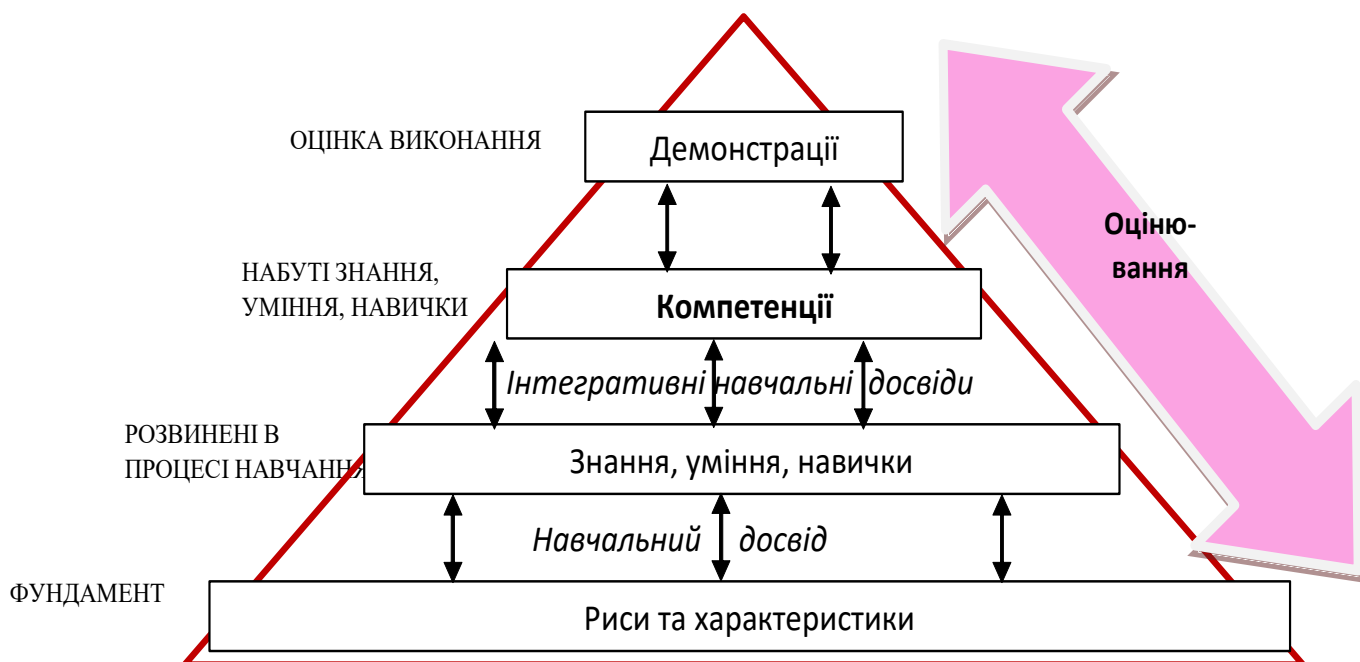 ОЦІНКА ВИКОНАННЯ
Демонстрації
Оціню-
вання
НАБУТІ ЗНАННЯ,
УМІННЯ, НАВИЧКИ
Компетенції
Інтегративні навчальні досвіди
РОЗВИНЕНІ В
ПРОЦЕСІ НАВЧАННЯ
Знання, уміння, навички
Навчальний досвід
ФУНДАМЕНТ
Риси та характеристики